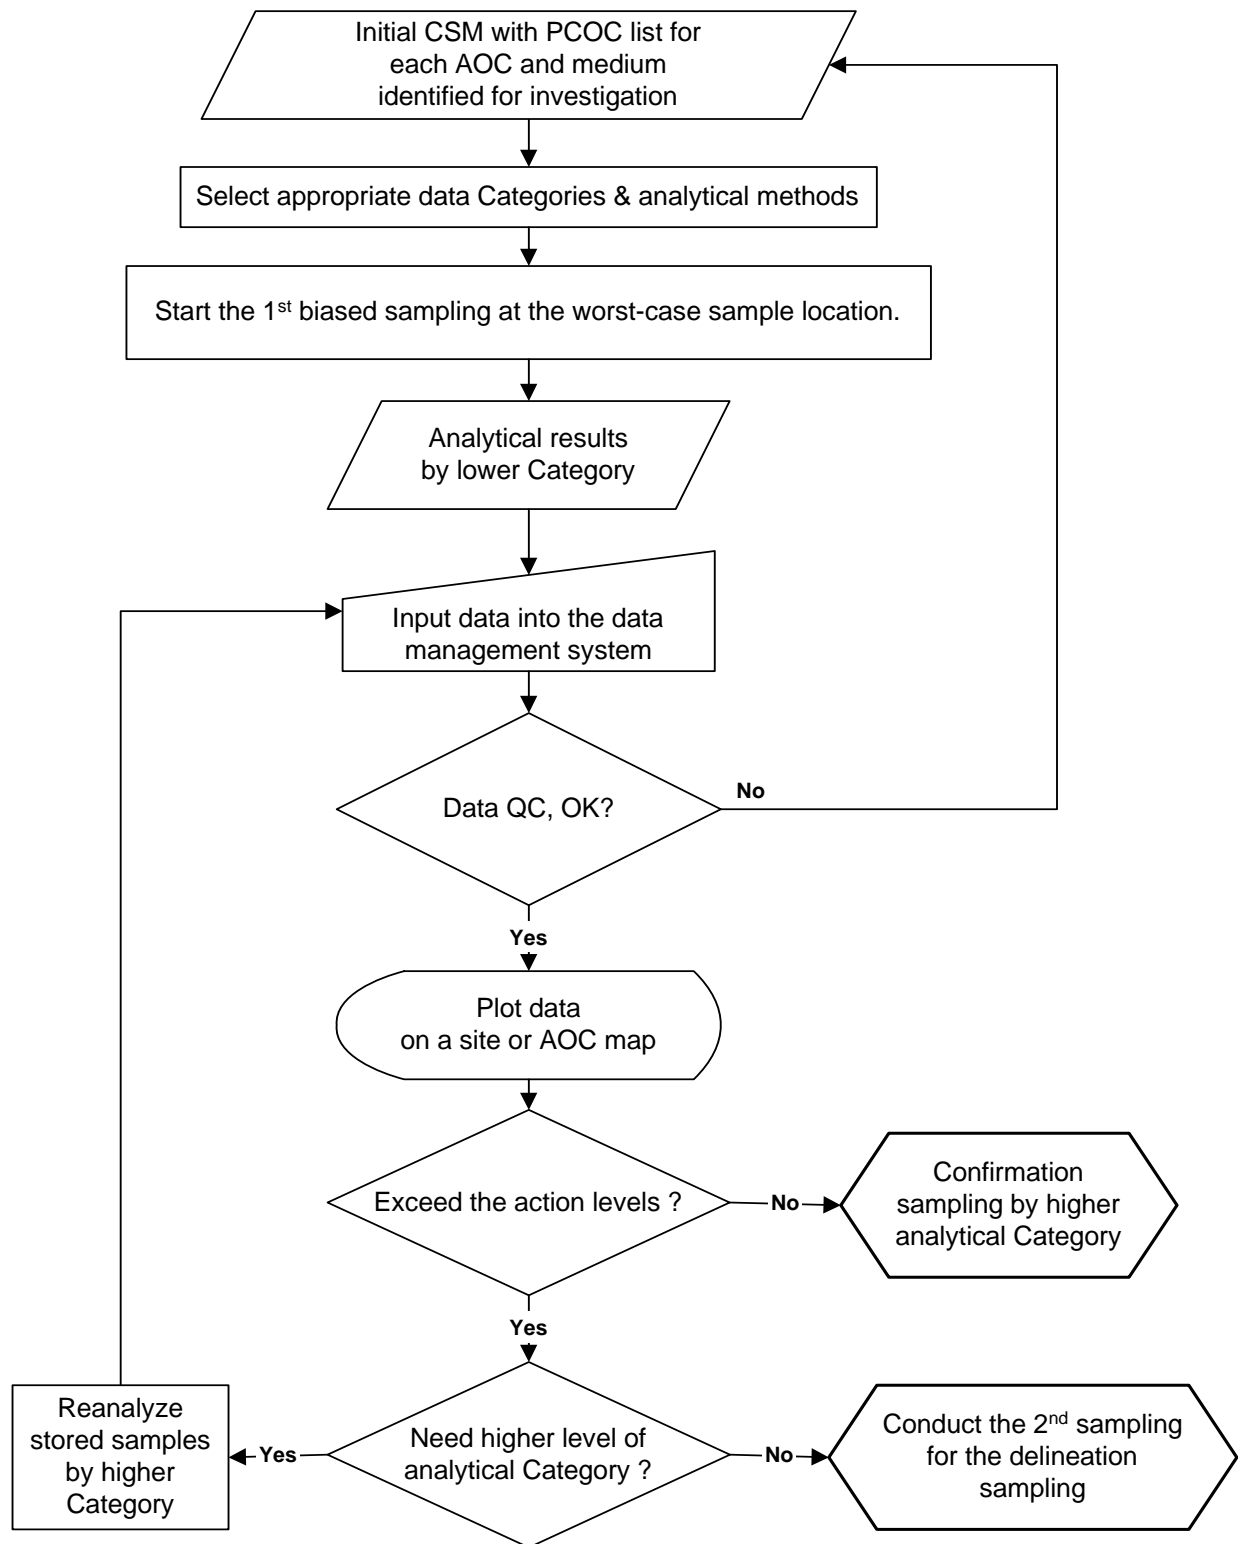 Initial CSM with PCOC list for
each AOC and medium
identified for investigation
Select appropriate data Categories & analytical methods
Start the 1st biased sampling at the worst-case sample location.
Analytical results
by lower Category
Input data into the data
management system
Data QC, OK?
No
Yes
Plot data
on a site or AOC map
Exceed the action levels ?
No
Confirmation
sampling by higher
analytical Category
Yes
Need higher level of
analytical Category ?
Yes
Reanalyze
stored samples
by higher
Category
No
Conduct the 2nd sampling
for the delineation
sampling